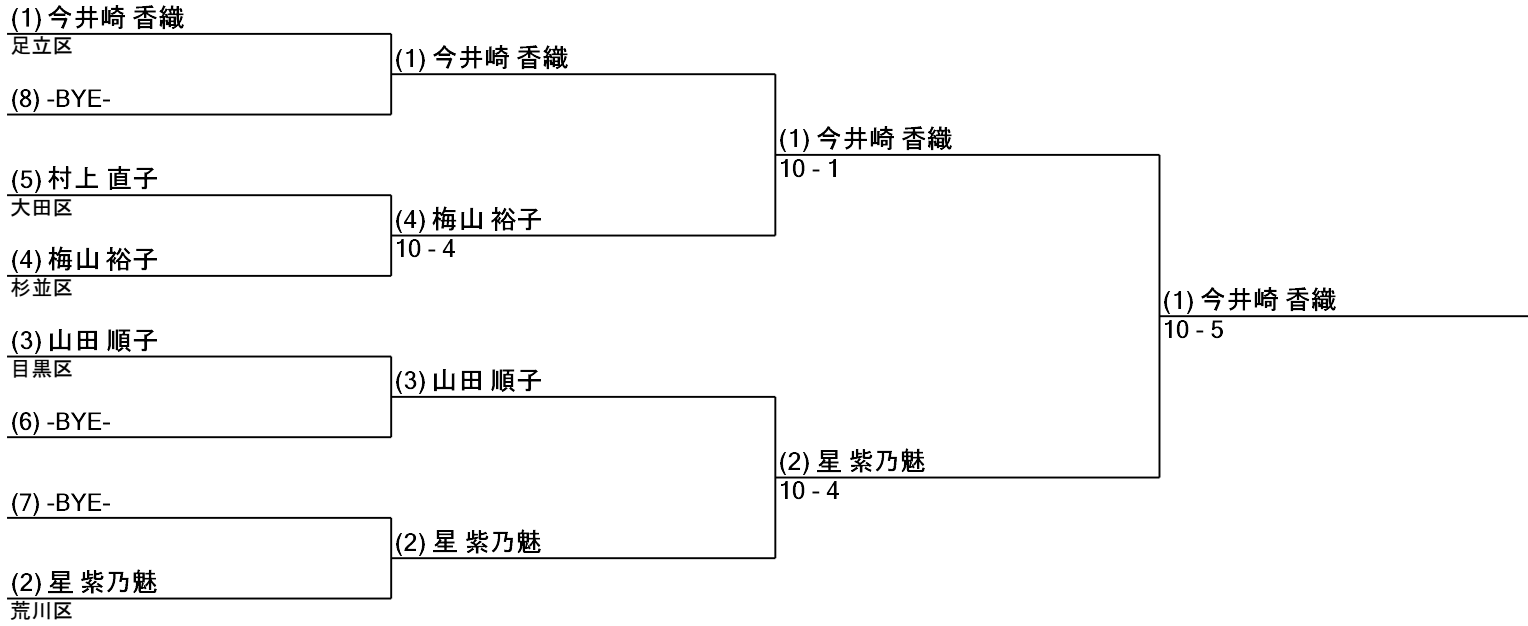 (1) 今井崎 香織
足立区
(8) -BYE-
(5) 村上 直子
大田区
(4) 梅山 裕子
杉並区
(3) 山田 順子
目黒区
(6) -BYE-
(7) -BYE-
(2) 星 紫乃魅
荒川区
(1) 今井崎 香織
(4) 梅山 裕子
10 - 4
(3) 山田 順子
(2) 星 紫乃魅
(1) 今井崎 香織
10 - 1
(2) 星 紫乃魅
10 - 4
(1) 今井崎 香織
10 - 5